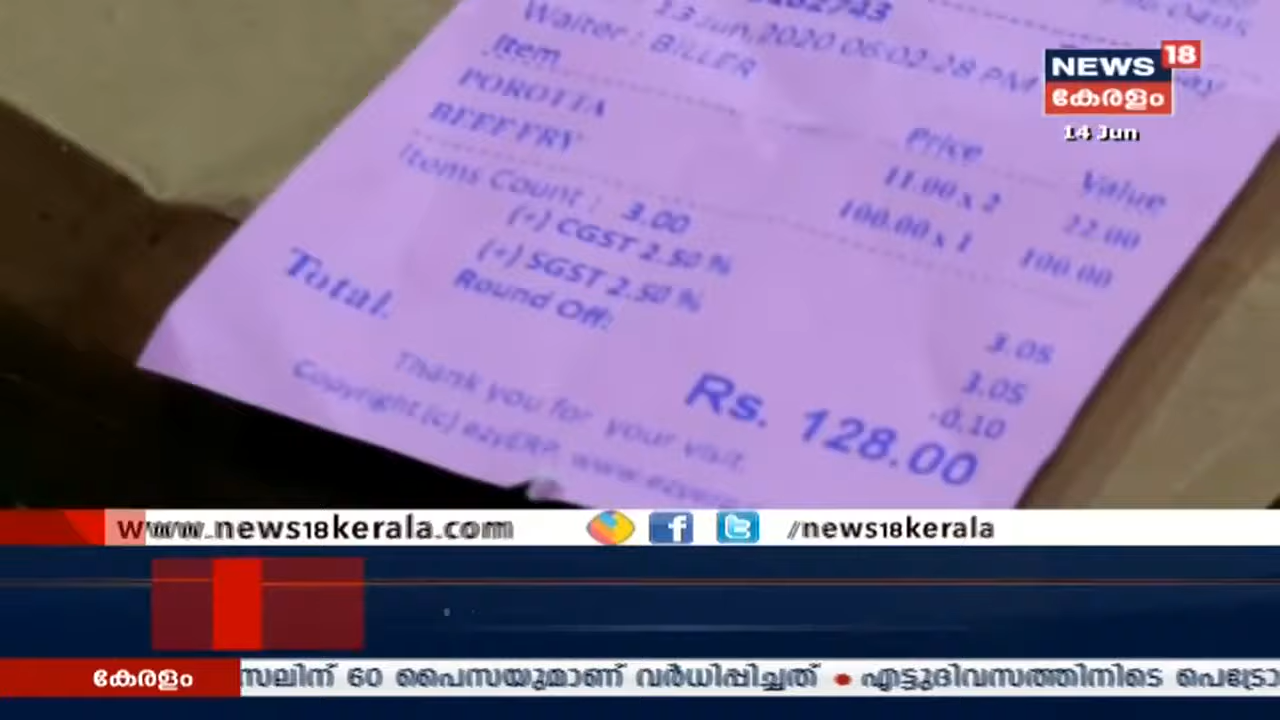 13 Jun,2020 06:02:28 PM
Waiter : BILLER
Item Price Value
POROTTA 11.00 x 2 22.00
BEEF FRY 100.00 x 1 100.00
Items Count : 3.00
(+) CGST 2.50 % 3.05
(+) SGST 2.50 % 3.05
Round Off: -0.10
Total. Rs. 128.00
Thank you for your visit.
Copyright (c) ezyERP.
NEWS 18
കേരളം
14 Jun
www.news18kerala.com /news18kerala
കേരളം സലിന് 60 പൈസയുമാണ് വർധിപ്പിച്ചത് • എട്ടുദിവസത്തിനിടെ പെട്രോ